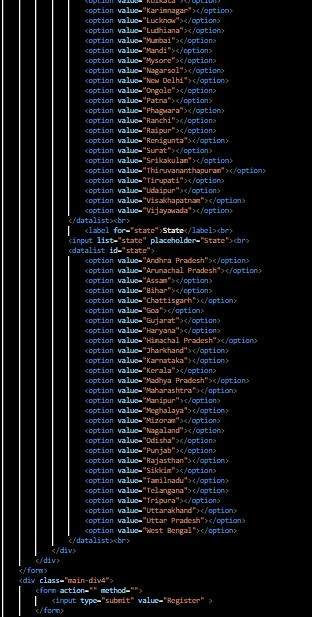 <option value="Kolkata"></option>
<option value="Karimnagar"></option>
<option value="Lucknow"></option>
<option value="Ludhiana"></option>
<option value="Mumbai"></option>
<option value="Mandi"></option>
<option value="Mysore"></option>
<option value="Nagarsol"></option>
<option value="New Delhi"></option>
<option value="Ongole"></option>
<option value="Patna"></option>
<option value="Phagwara"></option>
<option value="Ranchi"></option>
<option value="Raipur"></option>
<option value="Renigunta"></option>
<option value="Surat"></option>
<option value="Srikakulam"></option>
<option value="Thiruvananthapuram"></option>
<option value="Tirupati"></option>
<option value="Udaipur"></option>
<option value="Visakhapatnam"></option>
<option value="Vijayawada"></option>
</datalist><br>
<label for="state">State</label><br>
<input list="state" placeholder="State"><br>
<datalist id="state">
<option value="Andhra Pradesh"></option>
<option value="Arunachal Pradesh"></option>
<option value="Assam"></option>
<option value="Bihar"></option>
<option value="Chattisgarh"></option>
<option value="Goa"></option>
<option value="Gujarat"></option>
<option value="Haryana"></option>
<option value="Himachal Pradesh"></option>
<option value="Jharkhand"></option>
<option value="Karnataka"></option>
<option value="Kerala"></option>
<option value="Madhya Pradesh"></option>
<option value="Maharashtra"></option>
<option value="Manipur"></option>
<option value="Meghalaya"></option>
<option value="Mizoram"></option>
<option value="Nagaland"></option>
<option value="Odisha"></option>
<option value="Punjab"></option>
<option value="Rajasthan"></option>
<option value="Sikkim"></option>
<option value="Tamilnadu"></option>
<option value="Telangana"></option>
<option value="Tripura"></option>
<option value="Uttarakhand"></option>
<option value="Uttar Pradesh"></option>
<option value="West Bengal"></option>
</datalist><br>
</div>
</div>
</form>
<div class="main-div4">
<form action="" method="">
<input type="submit" value="Register" >
</form>